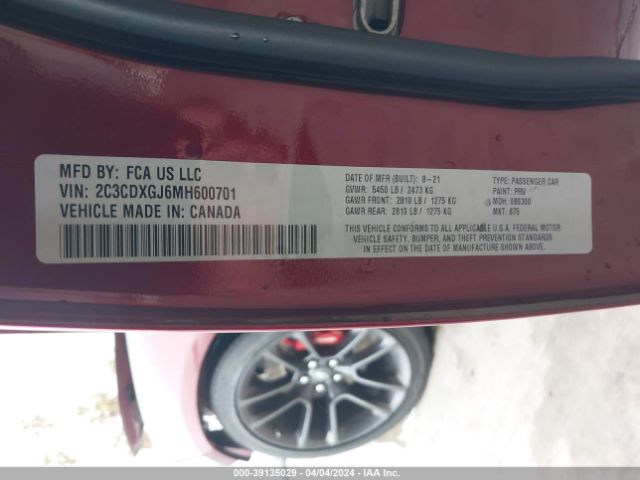 MFD BY: FCA US LLC
VIN: 2C3CDXGJ6MH600701
VEHICLE MADE IN: CANADA
DATE OF MFR (BUILT): 8-21
GVWR: 5450 LB / 2473 KG
GAWR FRONT: 2810 LB / 1275 KG
GAWR REAR: 2810 LB / 1275 KG
TYPE: PASSENGER CAR
PAINT: PRV
MDH: 080300
MKT: 875
THIS VEHICLE CONFORMS TO ALL APPLICABLE U.S.A. FEDERAL MOTOR
VEHICLE SAFETY, BUMPER, AND THEFT PREVENTION STANDARDS
IN EFFECT ON THE DATE OF MANUFACTURE SHOWN ABOVE.
000-39135029 - 04/04/2024 - IAA Inc.